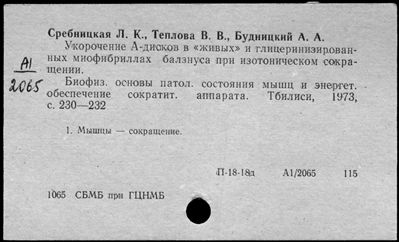 Сребницкая Л. К., Теплова В. В., Будницкий А. А.
Укорочение А-дисков в «живых» и глицеринизирован-
ных миофибриллах балзнуса при изотоническом сокра-
щении.
А1
2065
Биофиз. основы патол. состояния мышц и энергет.
обеспечение сократит. аппарата. Тбилиси, 1973,
с. 230—232
1. Мышцы — сокращение.
П-18-18д А1/2065 115
1065 СБМБ при ГЦНМБ